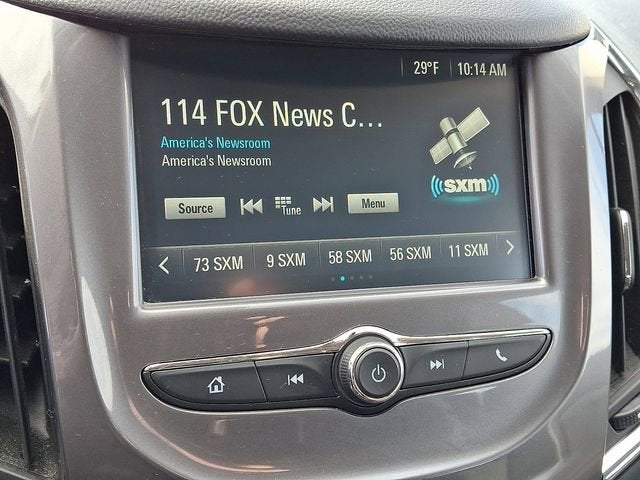 29°F 10:14 AM
114 FOX News C...
America's Newsroom
America's Newsroom
sxm
Source Tune Menu
73 SXM 9 SXM 58 SXM 56 SXM 11 SXM